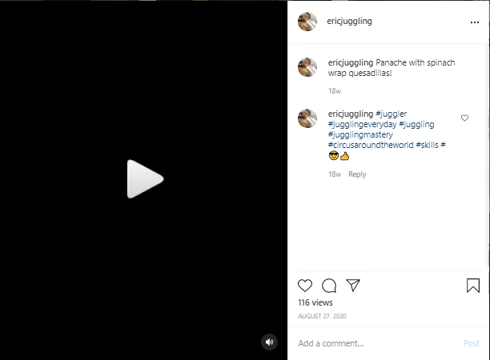 ericjuggling
ericjuggling Panache with spinach
wrap quesadillas!
18w
ericjuggling #juggler
#jugglingeveryday #juggling
#jugglingmastery
#circusaroundtheworld #skills #
😎👍
18w Reply
116 views
AUGUST 27, 2020
Add a comment... Post